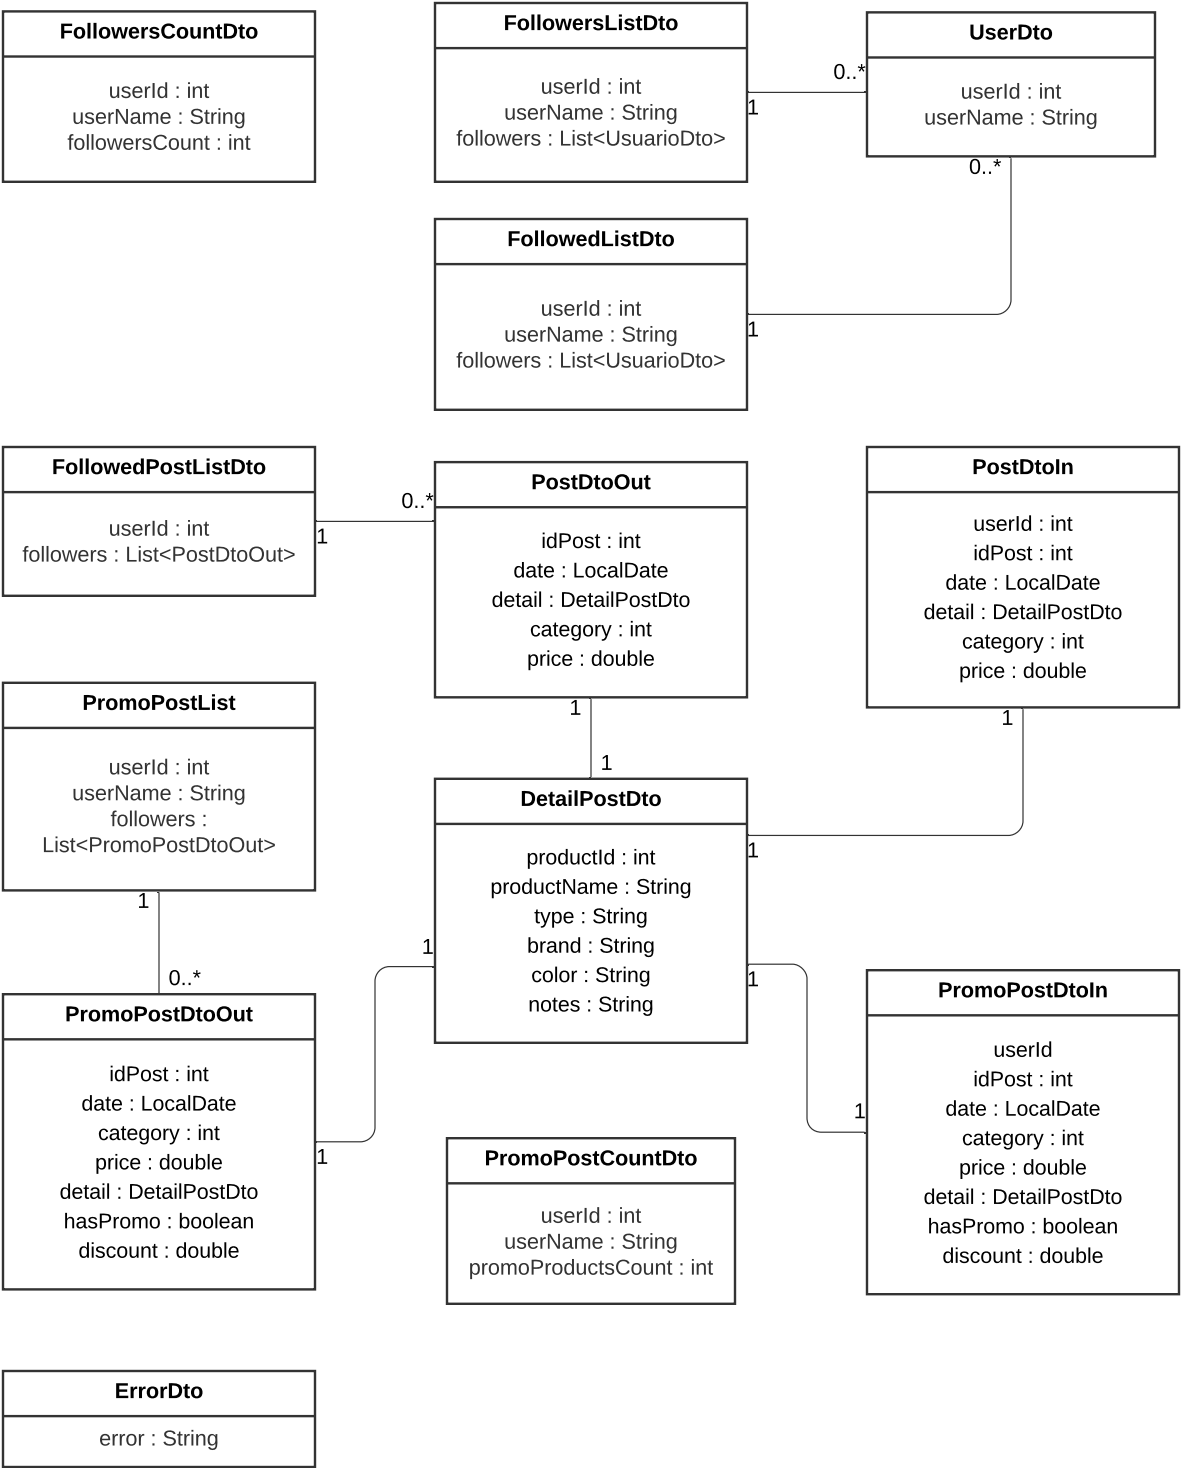 FollowersCountDto
userId : int
userName : String
followersCount : int
FollowersListDto
userId : int
userName : String
followers : List<UsuarioDto>
1
0..*
UserDto
userId : int
userName : String
0..*
FollowedListDto
userId : int
userName : String
followers : List<UsuarioDto>
1
FollowedPostListDto
userId : int
followers : List<PostDtoOut>
1
0..*
PostDtoOut
idPost : int
date : LocalDate
detail : DetailPostDto
category : int
price : double
1
1
PostDtoIn
userId : int
idPost : int
date : LocalDate
detail : DetailPostDto
category : int
price : double
1
PromoPostList
userId : int
userName : String
followers :
List<PromoPostDtoOut>
1
0..*
DetailPostDto
productId : int
productName : String
type : String
brand : String
color : String
notes : String
1
1
1
PromoPostDtoOut
idPost : int
date : LocalDate
category : int
price : double
detail : DetailPostDto
hasPromo : boolean
discount : double
1
PromoPostCountDto
userId : int
userName : String
promoProductsCount : int
1
PromoPostDtoIn
userId
idPost : int
date : LocalDate
category : int
price : double
detail : DetailPostDto
hasPromo : boolean
discount : double
ErrorDto
error : String